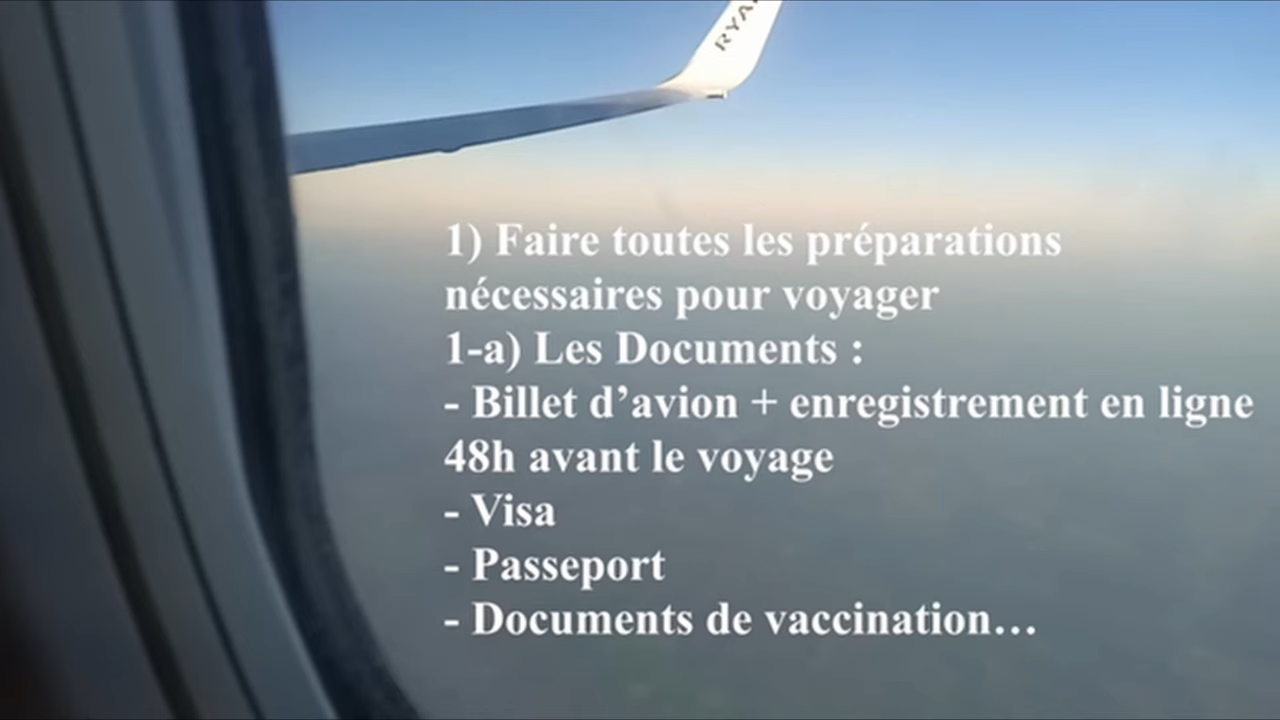 RYA
1) Faire toutes les préparations
nécessaires pour voyager
1-a) Les Documents :
- Billet d’avion + enregistrement en ligne
48h avant le voyage
- Visa
- Passeport
- Documents de vaccination…